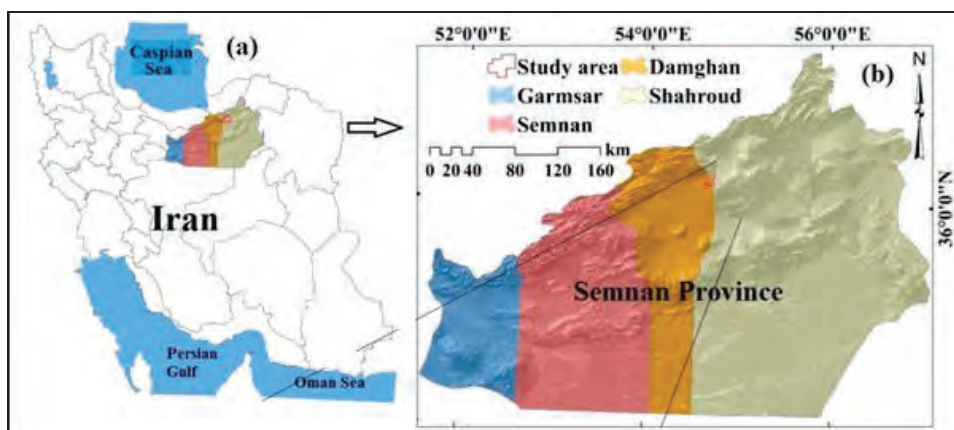 (a)
Caspian
Sea
Iran
Persian
Gulf
Oman Sea
52°0'0"E 54°0'0"E 56°0'0"E
(b)
N
Study area Damghan
Garmsar Shahroud
Semnan
km
0 20 40 80 120 160
36°0'0"N
Semnan Province